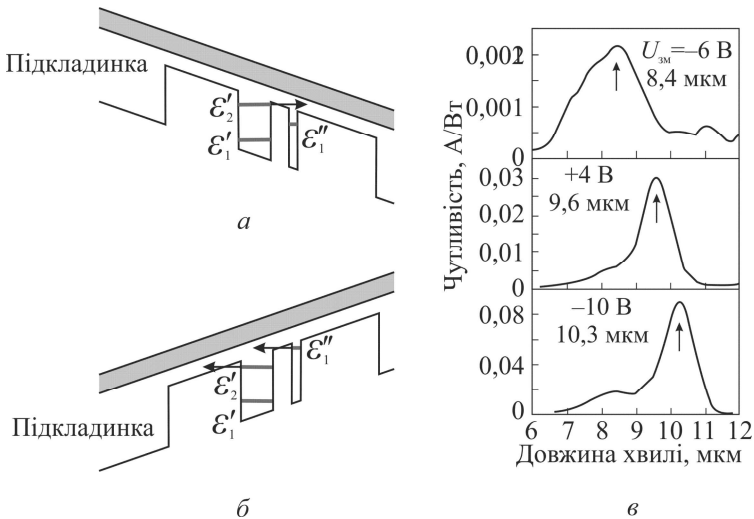 Підкладинка
ε′₂
ε′₁
ε″₁
а
Підкладинка
ε″₁
ε′₂
ε′₁
б
Чутливість, А/Вт
0,002
0,001
0
Uзм=–6 В
8,4 мкм
0,03
0,02
0,01
0
+4 В
9,6 мкм
0,08
0,04
0
–10 В
10,3 мкм
6 7 8 9 10 11 12
Довжина хвилі, мкм
в